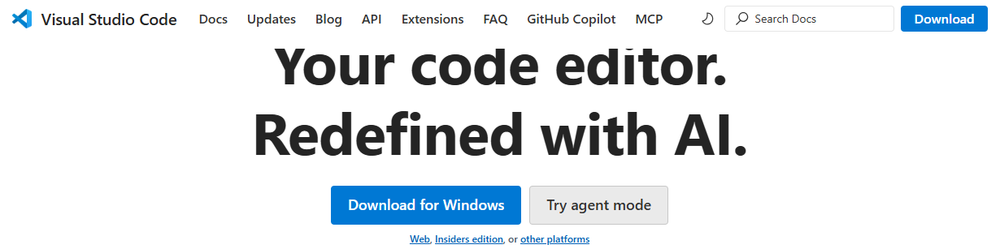 Visual Studio Code Docs Updates Blog API Extensions FAQ GitHub Copilot MCP Search Docs Download
Your code editor.
Redefined with AI.
Download for Windows Try agent mode
Web, Insiders edition, or other platforms